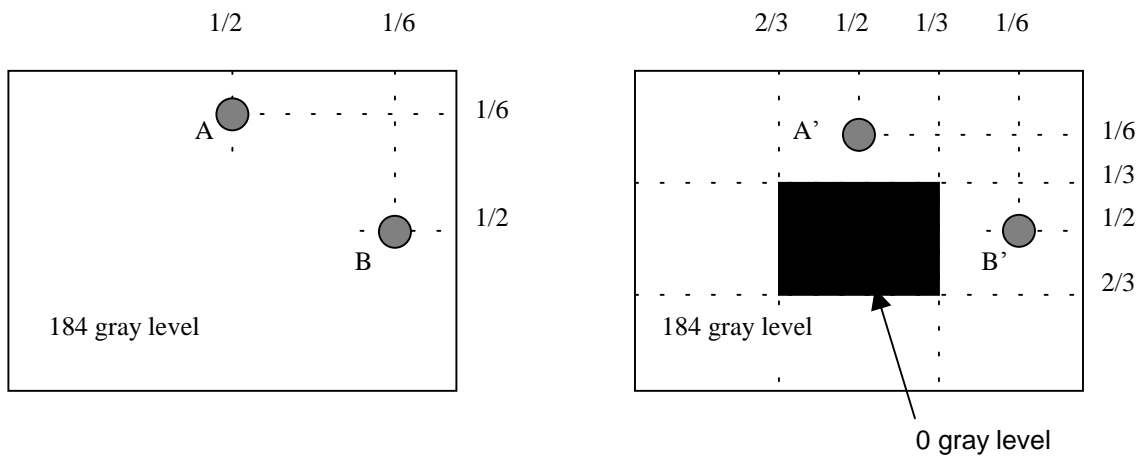 1/2 1/6
1/6
A
1/2
B
184 gray level
2/3 1/2 1/3 1/6
A’ 1/6
1/3
1/2
B’
2/3
184 gray level
0 gray level